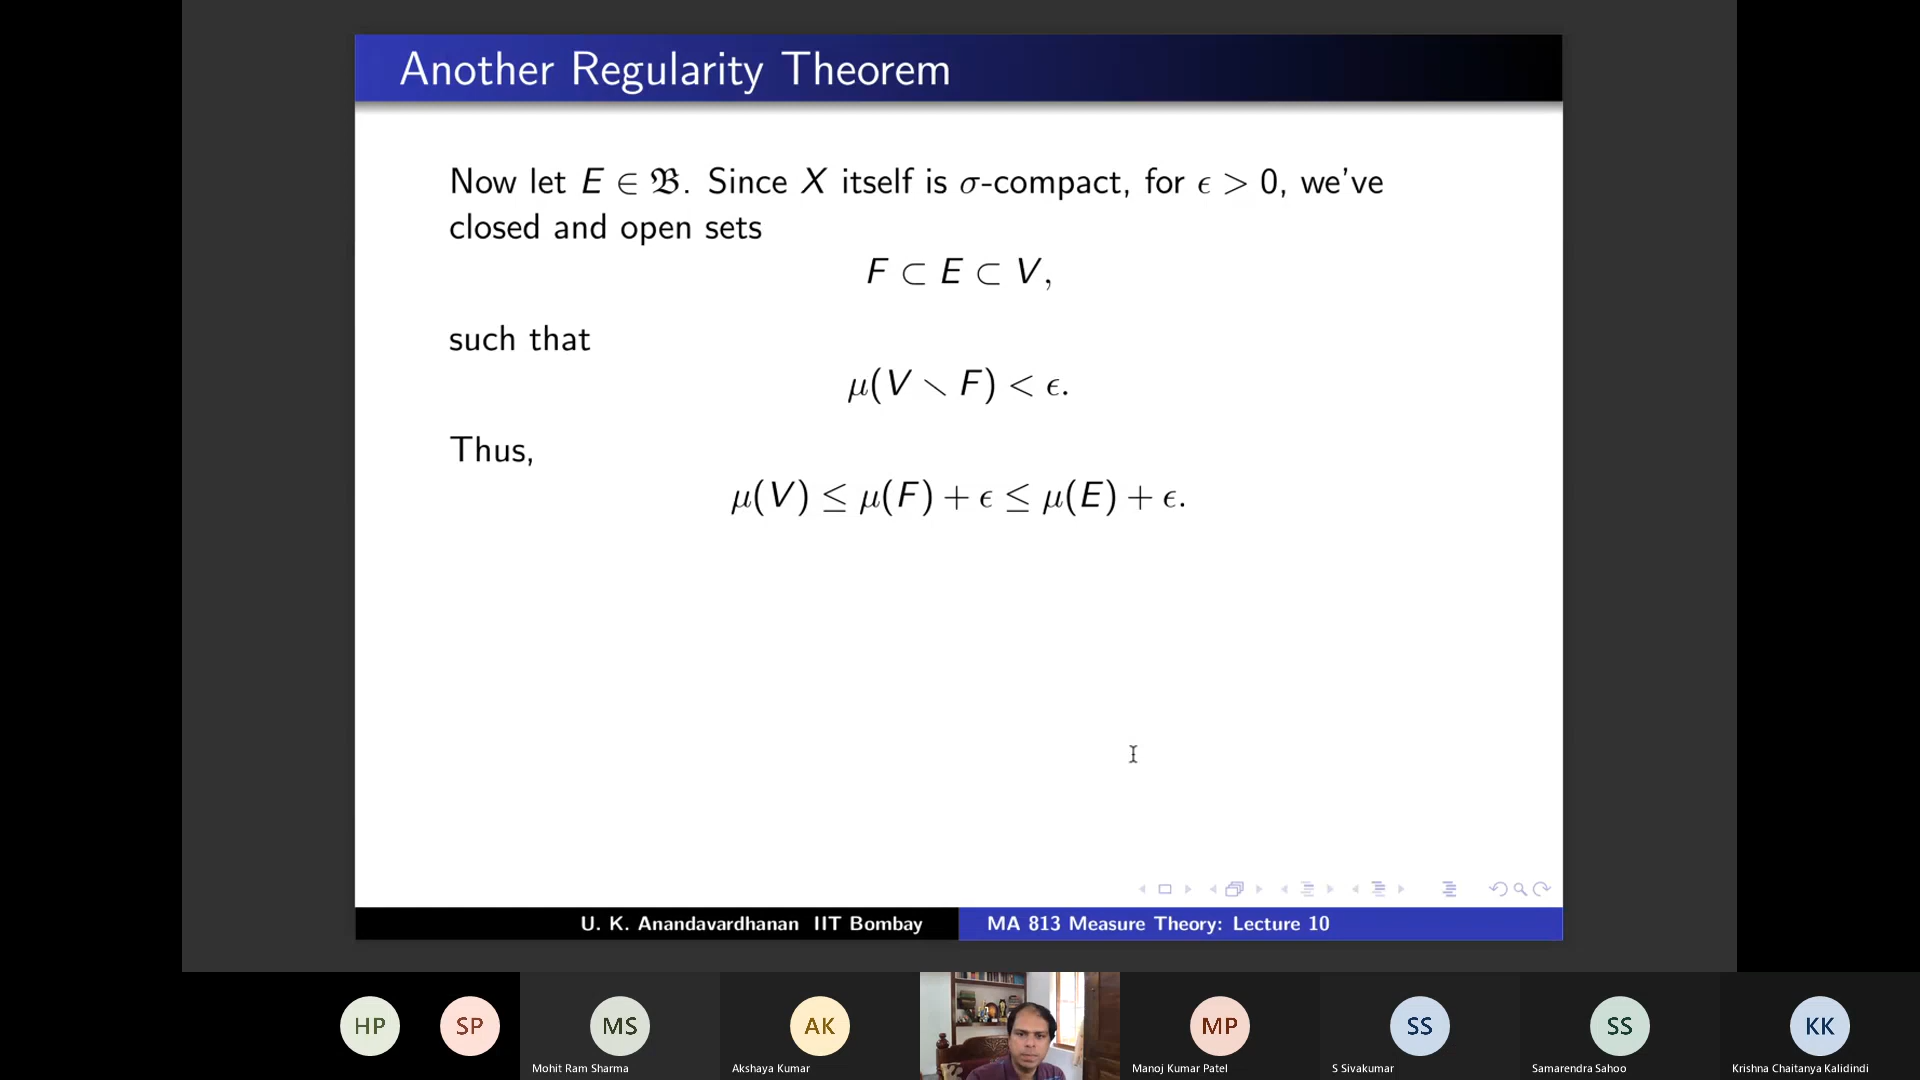 Another Regularity Theorem
Now let E ∈ 𝔅. Since X itself is σ-compact, for ϵ > 0, we've
closed and open sets
F ⊂ E ⊂ V,
such that
μ(V ∖ F) < ϵ.
Thus,
μ(V) ≤ μ(F) + ϵ ≤ μ(E) + ϵ.
U. K. Anandavardhanan IIT Bombay
MA 813 Measure Theory: Lecture 10
HP
SP
MS
AK
MP
SS
SS
KK
Mohit Ram Sharma
Akshaya Kumar
Manoj Kumar Patel
S Sivakumar
Samarendra Sahoo
Krishna Chaitanya Kalidindi